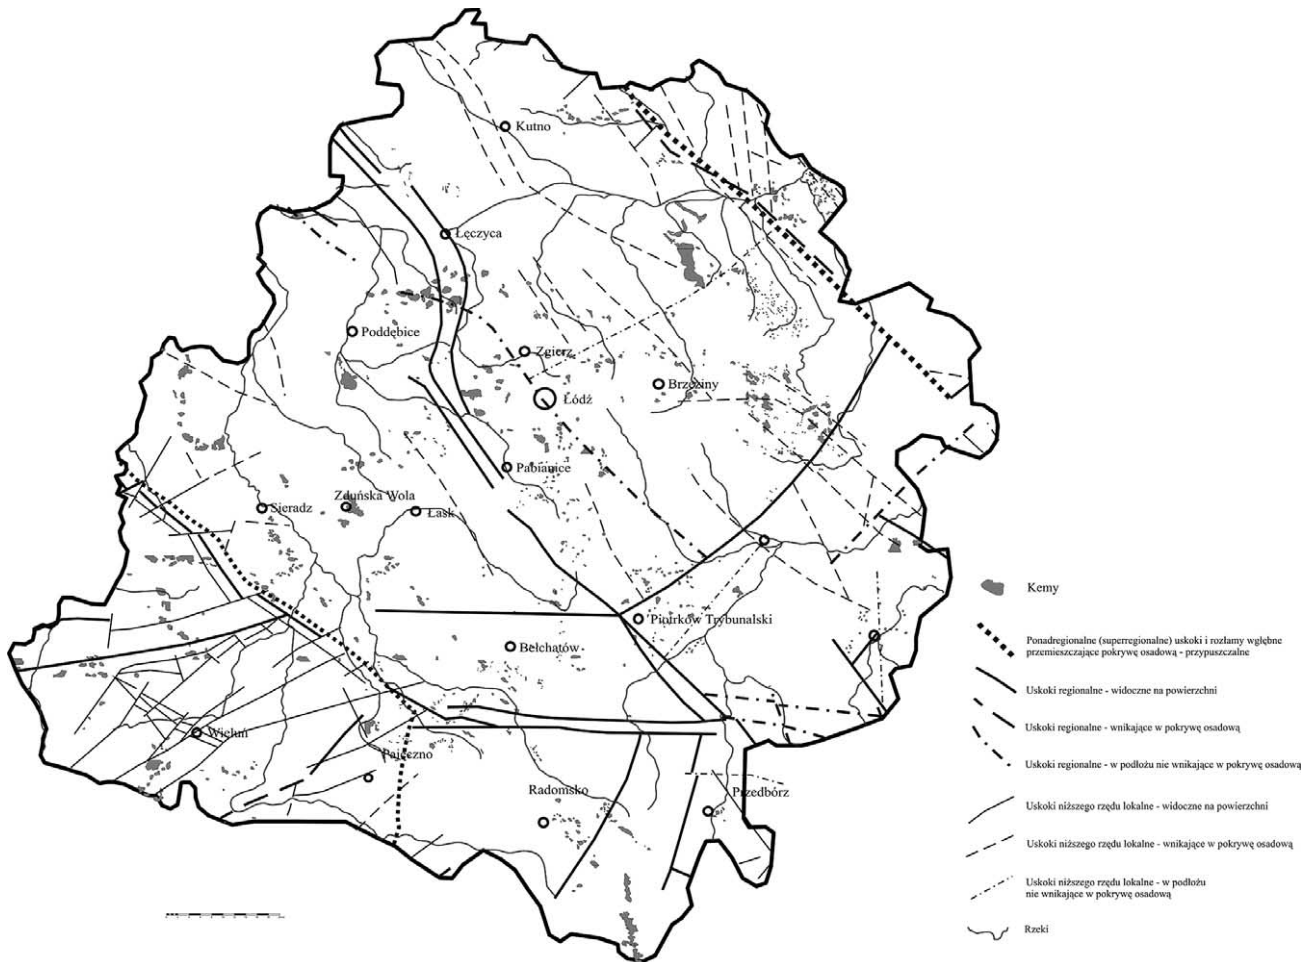 Kutno
Łęczyca
Poddębice
Zgierz
Brzeziny
Łódź
Pabianice
Zduńska Wola
Sieradz
Łask
Piotrków Trybunalski
Bełchatów
Wieluń
Pajęczno
Radomsko
Przedbórz
Kemy
Ponadregionalne (superregionalne) uskoki i rozłamy wgłębne
przemieszczające pokrywę osadową - przypuszczalne
Uskoki regionalne - widoczne na powierzchni
Uskoki regionalne - wnikające w pokrywę osadową
Uskoki regionalne - w podłożu nie wnikające w pokrywę osadową
Uskoki niższego rzędu lokalne - widoczne na powierzchni
Uskoki niższego rzędu lokalne - wnikające w pokrywę osadową
Uskoki niższego rzędu lokalne - w podłożu
nie wnikające w pokrywę osadową
Rzeki